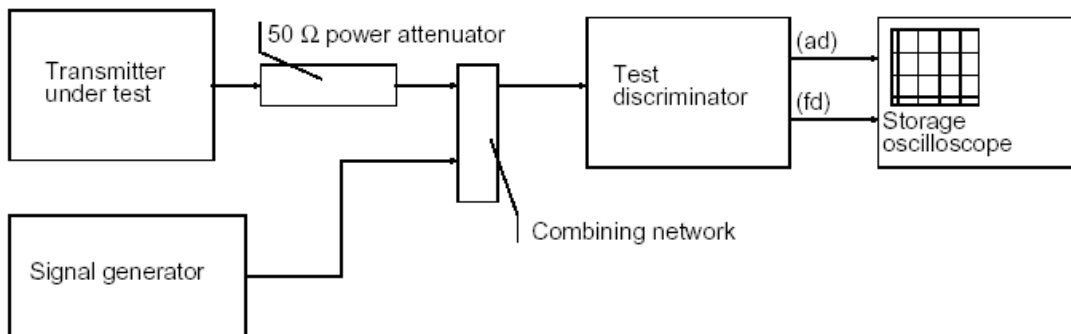 50 Ω power attenuator
Transmitter
under test
Test
discriminator
(ad)
(fd)
Storage
oscilloscope
Combining network
Signal generator